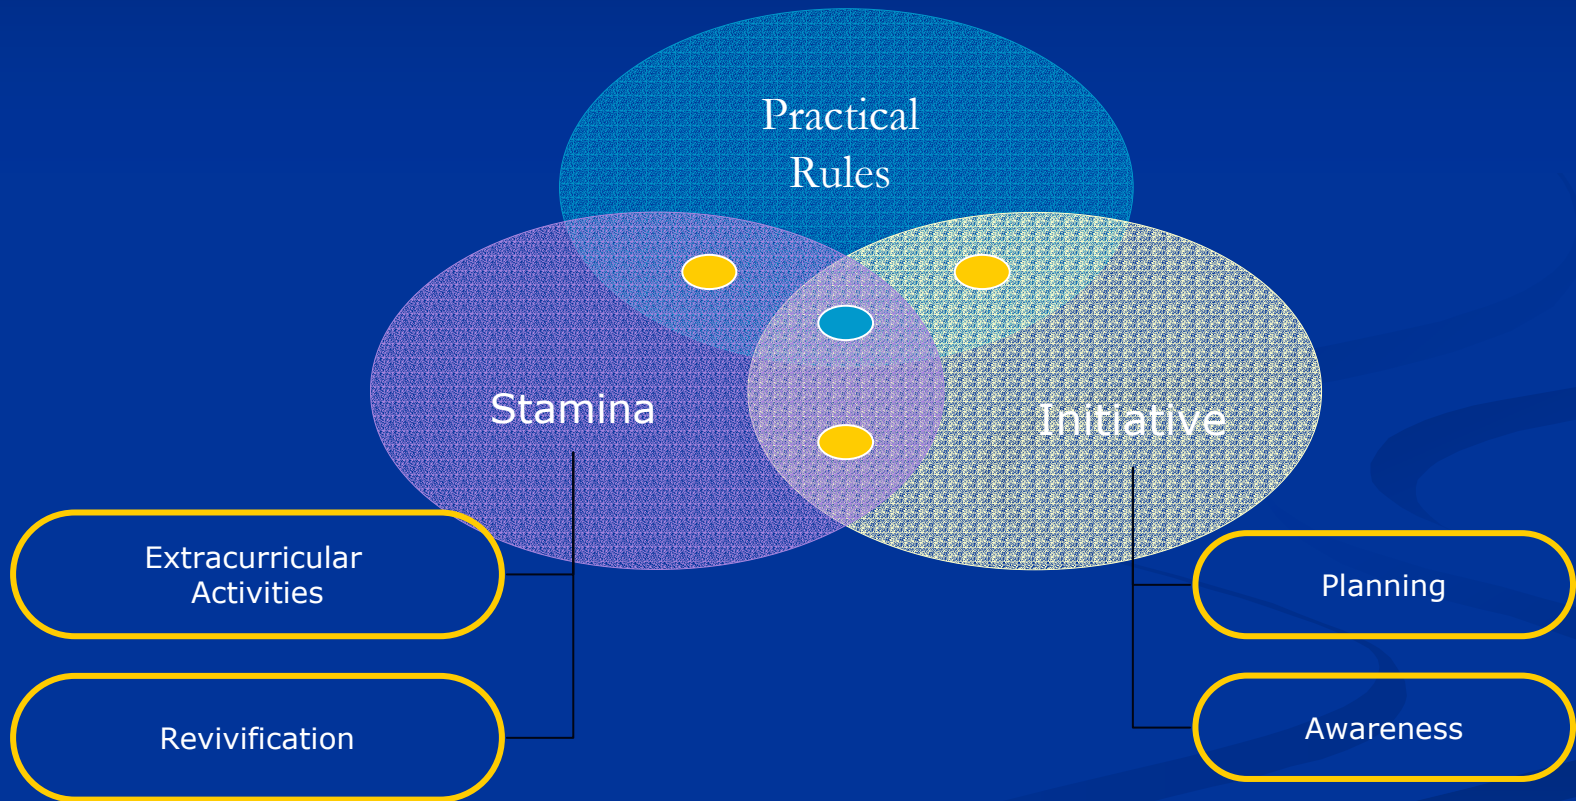 Practical
Rules
Stamina
Initiative
Extracurricular
Activities
Planning
Revivification
Awareness